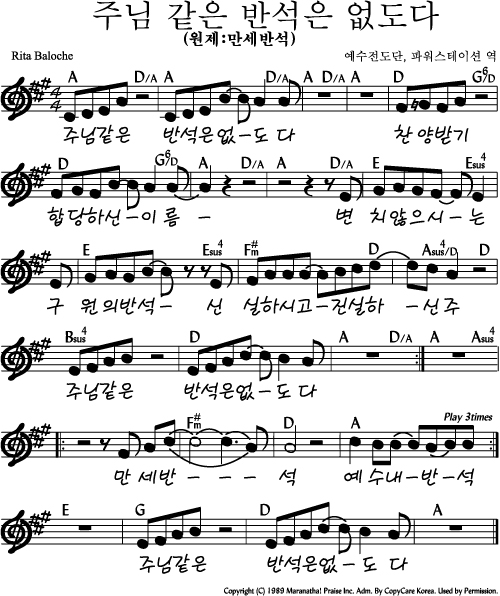 주님 같은 반석은 없도다
(원제:만세반석)
Rita Baloche 예수전도단, 파워스테이션 역
A D/A A D/A A D G6/D
주님같은 반석은없-도 다 찬 양받기
D G6/D A D/A A D/A E Esus4
합당하신-이 름 - 변 치않으시-는
E Esus4 F#m D Asus4/D D
구 원의반석- 신 실하시고-진실하 -신주
Bsus4 D A D/A A Asus4
주님같은 반석은없-도 다
F#m D A Play 3times
만 세반 - - - 석 예 수내-반-석
E G D A
주님같은 반석은없-도 다
Copyright (C) 1989 Maranatha! Praise Inc. Adm. By CopyCare Korea. Used by Permission.